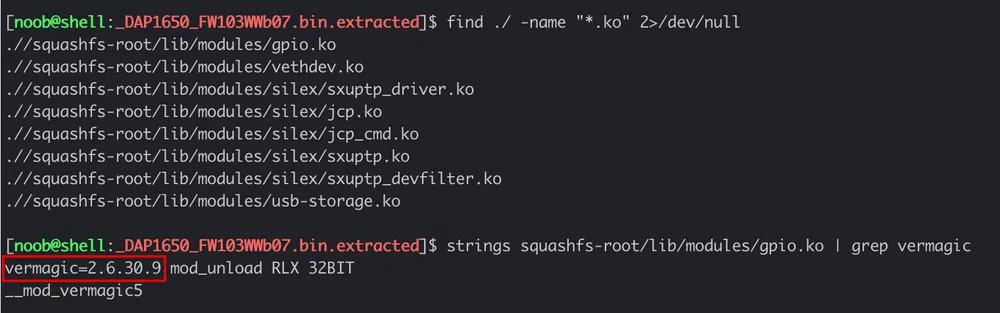 [noob@shell:_DAP1650_FW103WWb07.bin.extracted]$ find ./ -name "*.ko" 2>/dev/null
.//squashfs-root/lib/modules/gpio.ko
.//squashfs-root/lib/modules/vethdev.ko
.//squashfs-root/lib/modules/silex/sxuptp_driver.ko
.//squashfs-root/lib/modules/silex/jcp.ko
.//squashfs-root/lib/modules/silex/jcp_cmd.ko
.//squashfs-root/lib/modules/silex/sxuptp.ko
.//squashfs-root/lib/modules/silex/sxuptp_devfilter.ko
.//squashfs-root/lib/modules/usb-storage.ko
[noob@shell:_DAP1650_FW103WWb07.bin.extracted]$ strings squashfs-root/lib/modules/gpio.ko | grep vermagic
vermagic=2.6.30.9 mod_unload RLX 32BIT
__mod_vermagic5